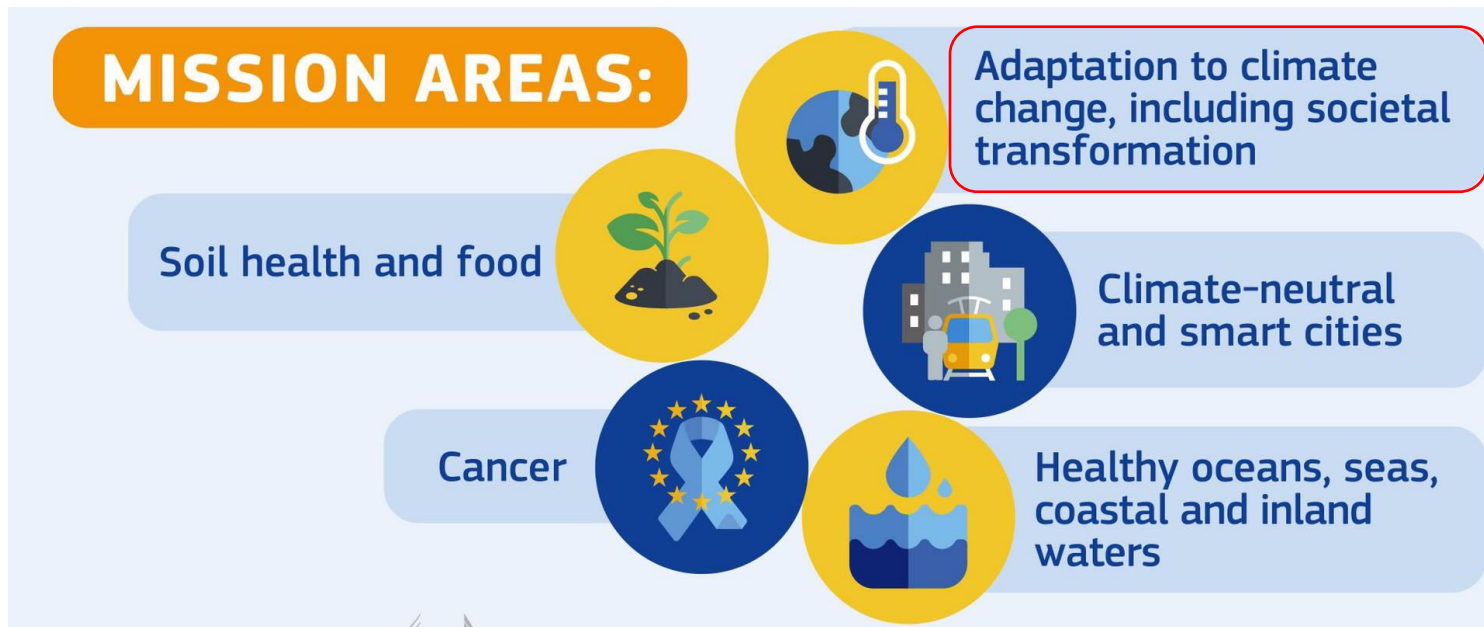 MISSION AREAS:
Adaptation to climate
change, including societal
transformation
Soil health and food
Climate-neutral
and smart cities
Cancer
Healthy oceans, seas,
coastal and inland
waters